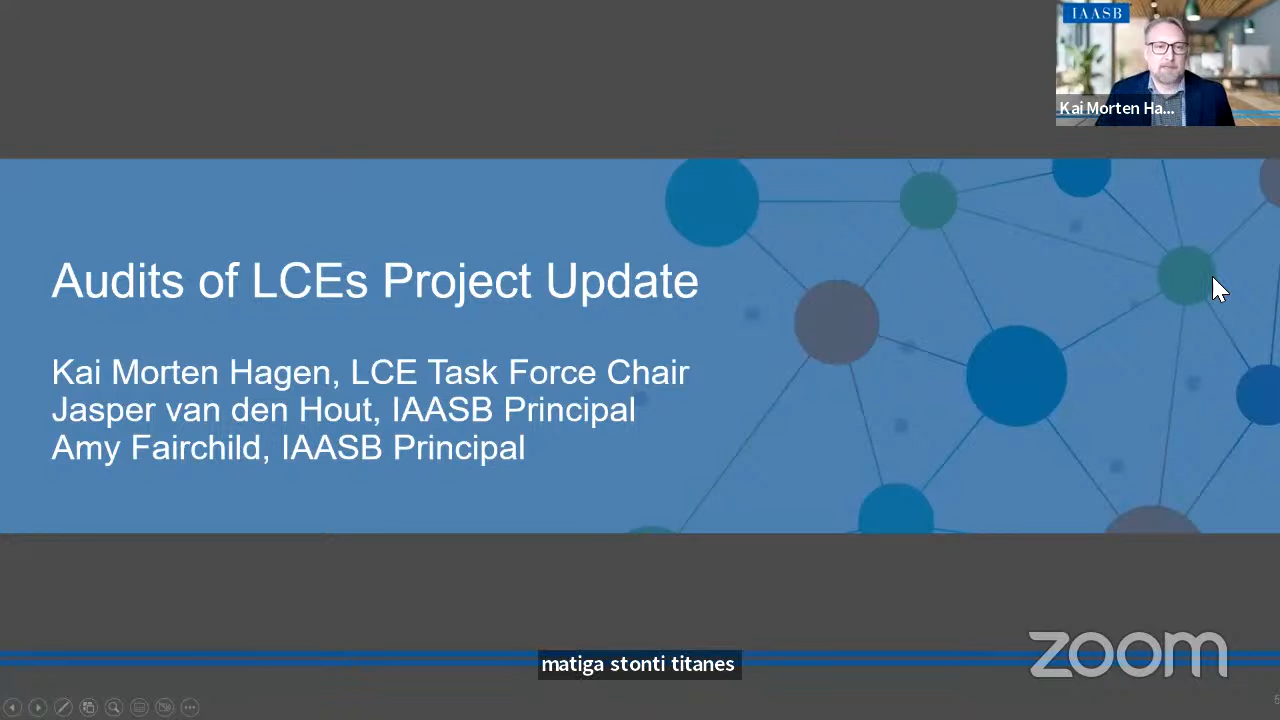 IAASB
Kai Morten Ha...
Audits of LCEs Project Update
Kai Morten Hagen, LCE Task Force Chair
Jasper van den Hout, IAASB Principal
Amy Fairchild, IAASB Principal
zoom
matiga stonti titanes